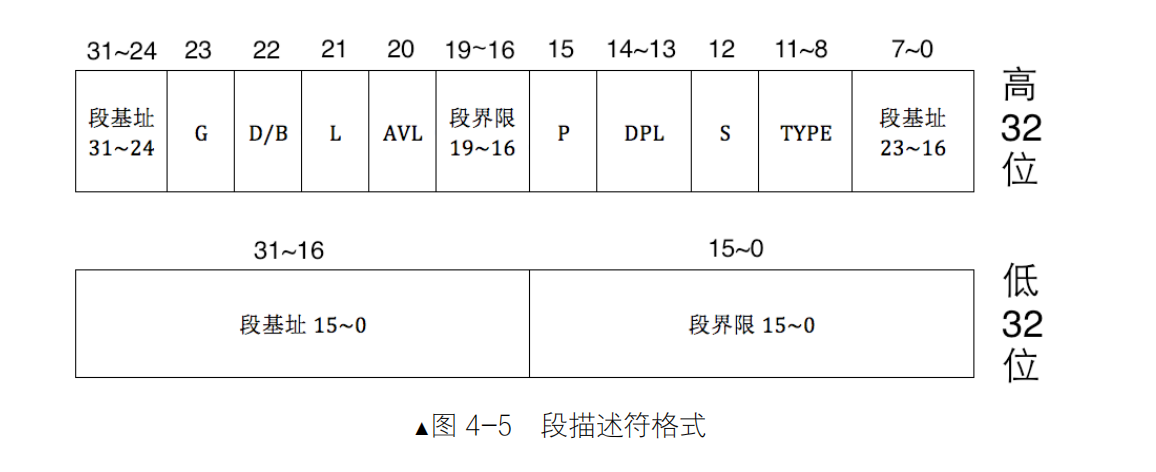 31~24 23 22 21 20 19~16 15 14~13 12 11~8 7~0
段基址 31~24
G
D/B
L
AVL
段界限 19~16
P
DPL
S
TYPE
段基址 23~16
高 32 位
31~16 15~0
段基址 15~0
段界限 15~0
低 32 位
▲图 4-5 段描述符格式